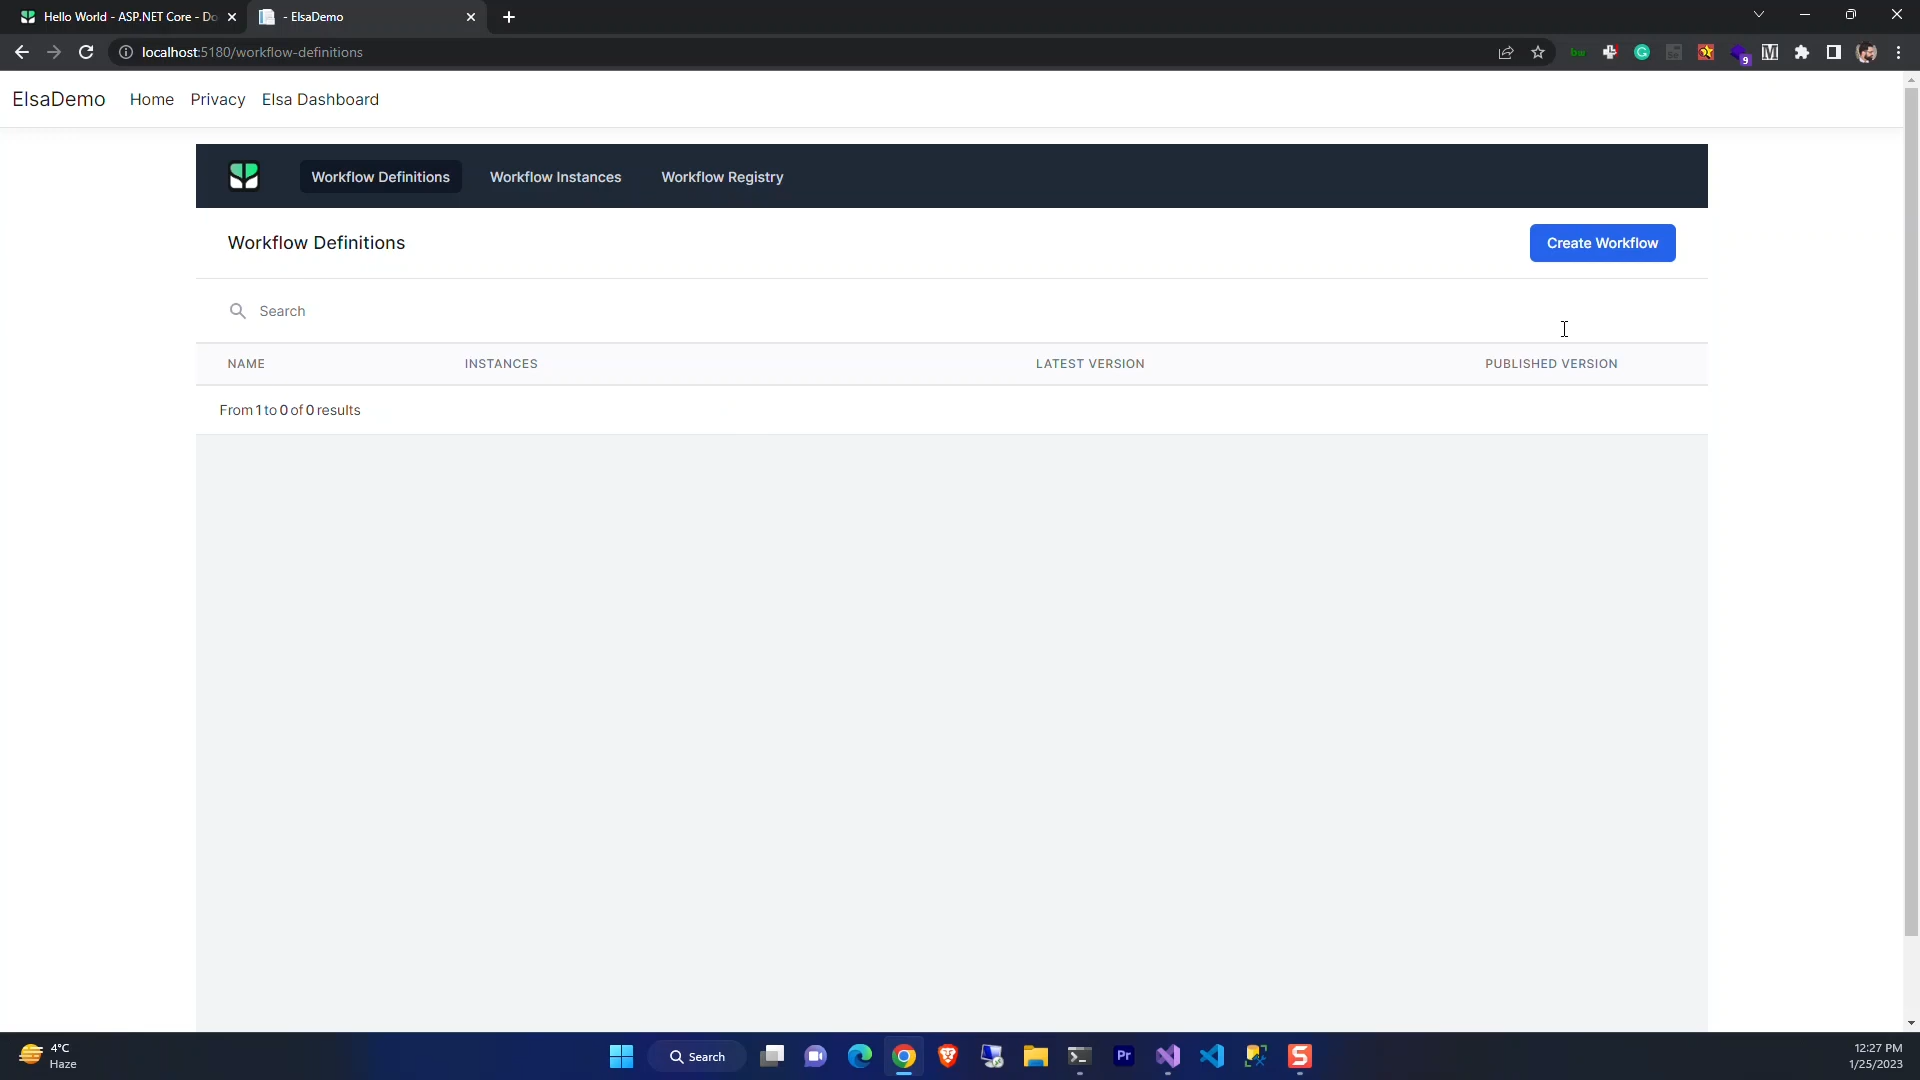 Hello World - ASP.NET Core - Do
- ElsaDemo
localhost:5180/workflow-definitions
9
ElsaDemo
Home Privacy Elsa Dashboard
Workflow Definitions Workflow Instances Workflow Registry
Workflow Definitions
Create Workflow
Search
NAME INSTANCES LATEST VERSION PUBLISHED VERSION
From 1 to 0 of 0 results
4°C
Haze
Search
Pr
12:27 PM
1/25/2023